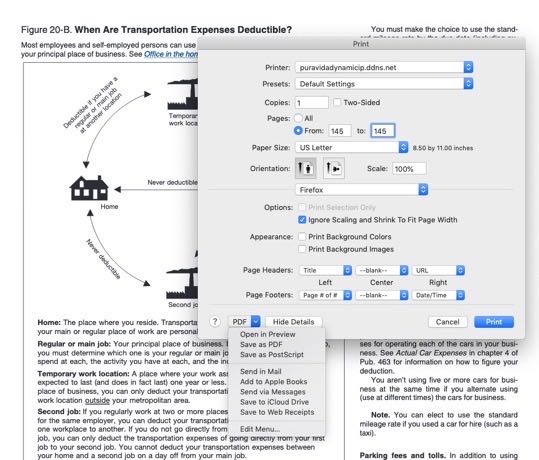 Figure 20-B. When Are Transportation Expenses Deductible?
Most employees and self-employed persons can use
your principal place of business. See Office in the hom
Deductible if you have a
regular or main job
at another location
Temporar
work loca
Never deductible
Home
Never deductible
Second jo
Home: The place where you reside. Transporta
your main or regular place of work are personal
Regular or main job: Your principal place of business.
you must determine which one is your regular or main jo
spend at each, the activity you have at each, and the in
Temporary work location: A place where your work ass
expected to last (and does in fact last) one year or less.
place of business, you can only deduct your transportati
work location outside your metropolitan area.
Second job: If you regularly work at two or more places
for the same employer, you can deduct your transportat
one workplace to another. If you do not go directly from
job, you can only deduct the transportation expenses of going directly from your first
job to your second job. You cannot deduct your transportation expenses between
your home and a second job on a day off from your main job.
You must make the choice to use the stand-
Print
Printer: puravidadynamicip.ddns.net
Presets: Default Settings
Copies: 1 Two-Sided
Pages: All
From: 145 to: 145
Paper Size: US Letter 8.50 by 11.00 inches
Orientation: Scale: 100%
Firefox
Options: Print Selection Only
Ignore Scaling and Shrink To Fit Page Width
Appearance: Print Background Colors
Print Background Images
Page Headers: Title --blank-- URL
Left Center Right
Page Footers: Page # of # --blank-- Date/Time
? PDF Hide Details Cancel Print
Open in Preview
Save as PDF
Save as PostScript
Send in Mail
Add to Apple Books
Send via Messages
Save to iCloud Drive
Save to Web Receipts
Edit Menu...
ses for operating each of the cars in your busi-
ness. See Actual Car Expenses in chapter 4 of
Pub. 463 for information on how to figure your
deduction.
You aren't using five or more cars for busi-
ness at the same time if you alternate using
(use at different times) the cars for business.
Note. You can elect to use the standard
mileage rate if you used a car for hire (such as a
taxi).
Parking fees and tolls. In addition to using